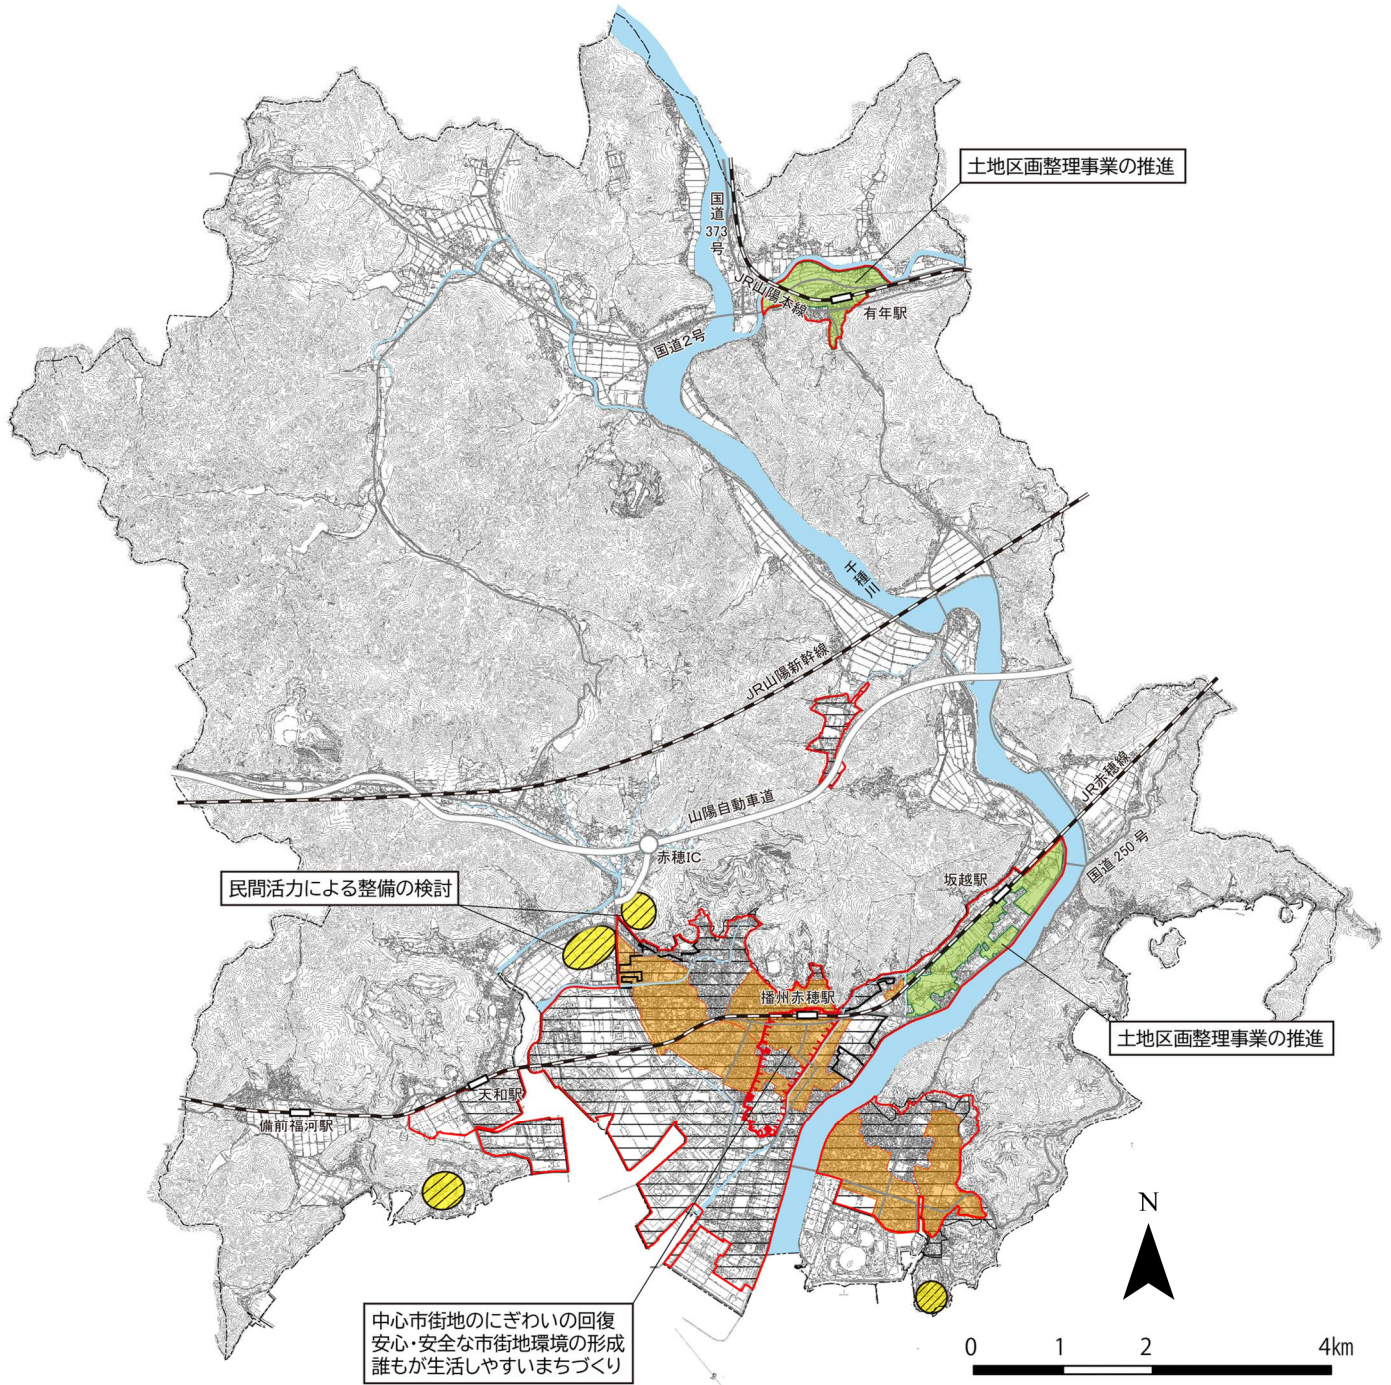 土地区画整理事業の推進
国道
373
号
JR山陽本線
有年駅
国道2号
千種川
JR山陽新幹線
JR赤穂線
山陽自動車道
国道 250 号
赤穂IC
坂越駅
民間活力による整備の検討
播州赤穂駅
土地区画整理事業の推進
天和駅
備前福河駅
N
中心市街地のにぎわいの回復
安心・安全な市街地環境の形成
誰もが生活しやすいまちづくり
0 1 2 4km